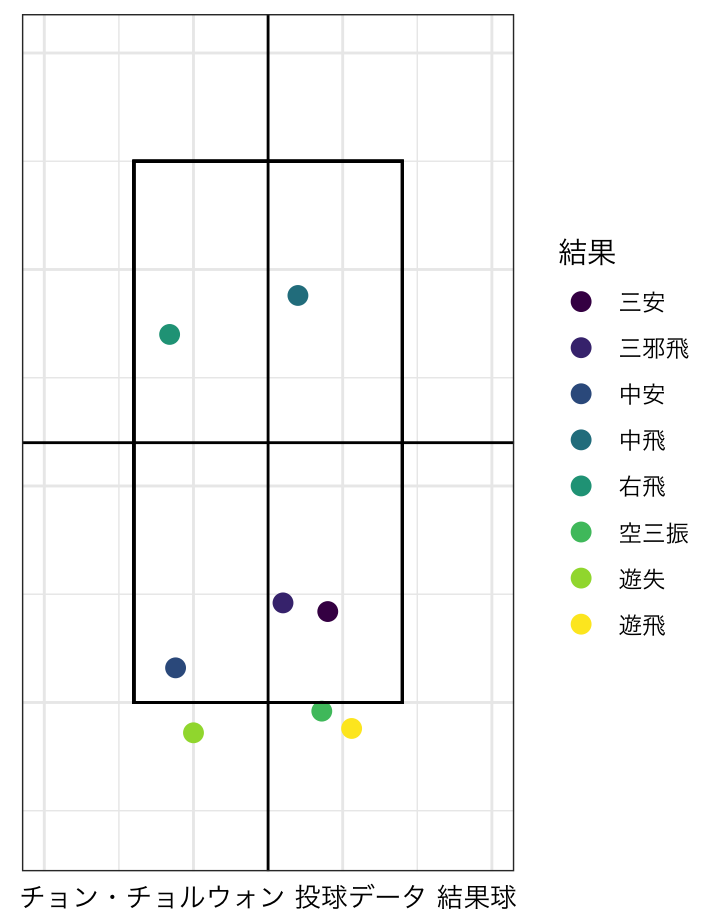 結果
三安
三邪飛
中安
中飛
右飛
空三振
遊失
遊飛
チョン・チョルウォン 投球データ 結果球